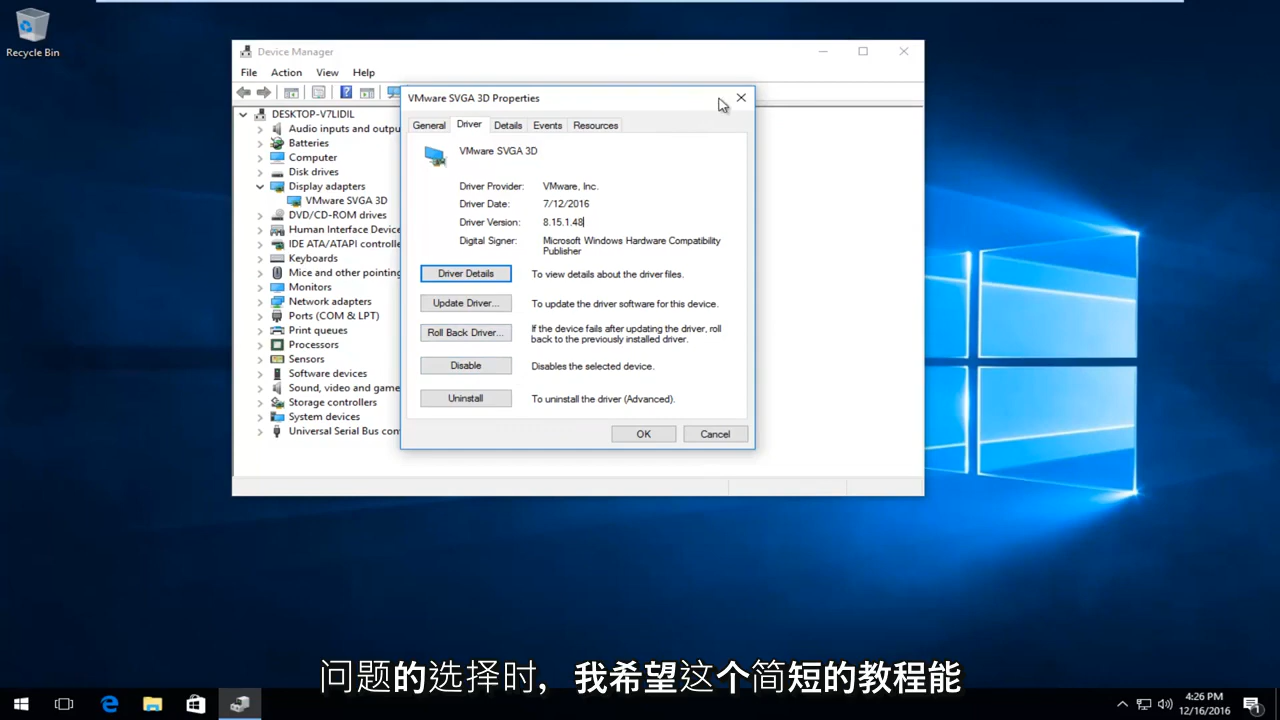 Recycle Bin
Device Manager
File Action View Help
VMware SVGA 3D Properties
General Driver Details Events Resources
DESKTOP-V7LIDIL
Audio inputs and outpu
Batteries
Computer
Disk drives
Display adapters
VMware SVGA 3D
DVD/CD-ROM drives
Human Interface Device
IDE ATA/ATAPI controlle
Keyboards
Mice and other pointing
Monitors
Network adapters
Ports (COM & LPT)
Print queues
Processors
Sensors
Software devices
Sound, video and game
Storage controllers
System devices
Universal Serial Bus con
VMware SVGA 3D
Driver Provider: VMware, Inc.
Driver Date: 7/12/2016
Driver Version: 8.15.1.48
Digital Signer: Microsoft Windows Hardware Compatibility
Publisher
Driver Details To view details about the driver files.
Update Driver... To update the driver software for this device.
Roll Back Driver... If the device fails after updating the driver, roll
back to the previously installed driver.
Disable Disables the selected device.
Uninstall To uninstall the driver (Advanced).
OK Cancel
问题的选择时，我希望这个简短的教程能
4:26 PM
12/16/2016
1